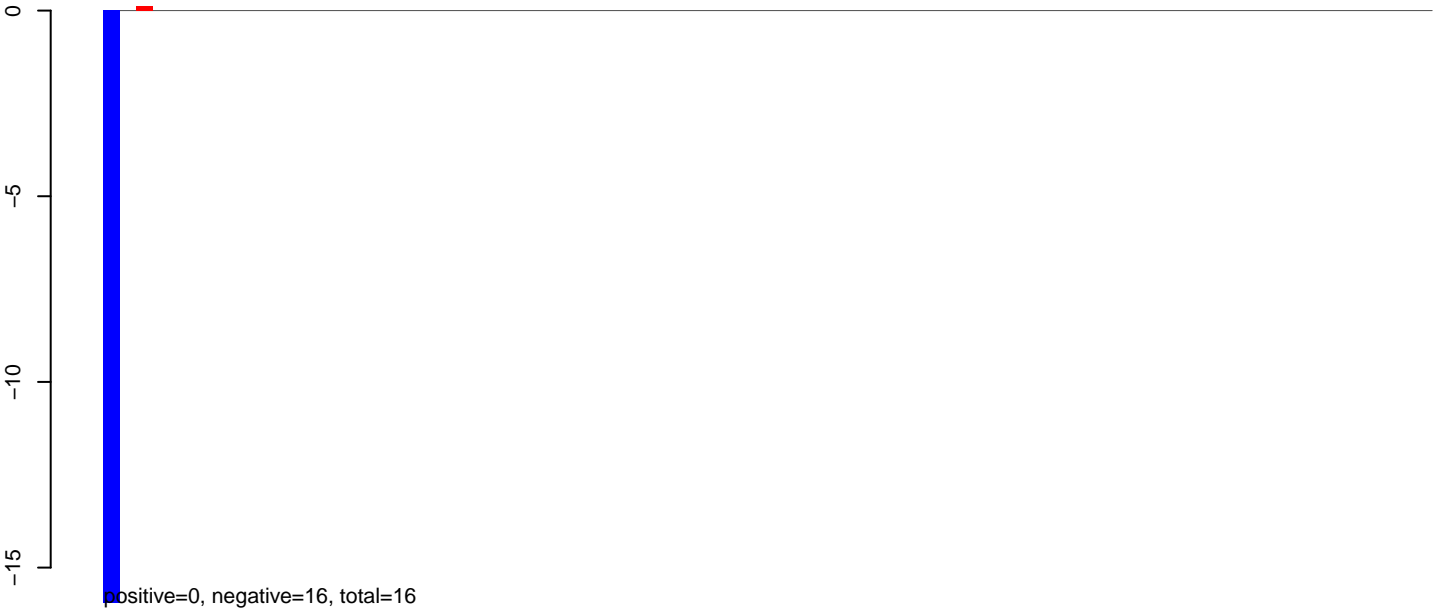 0
−5
−10
−15
positive=0, negative=16, total=16